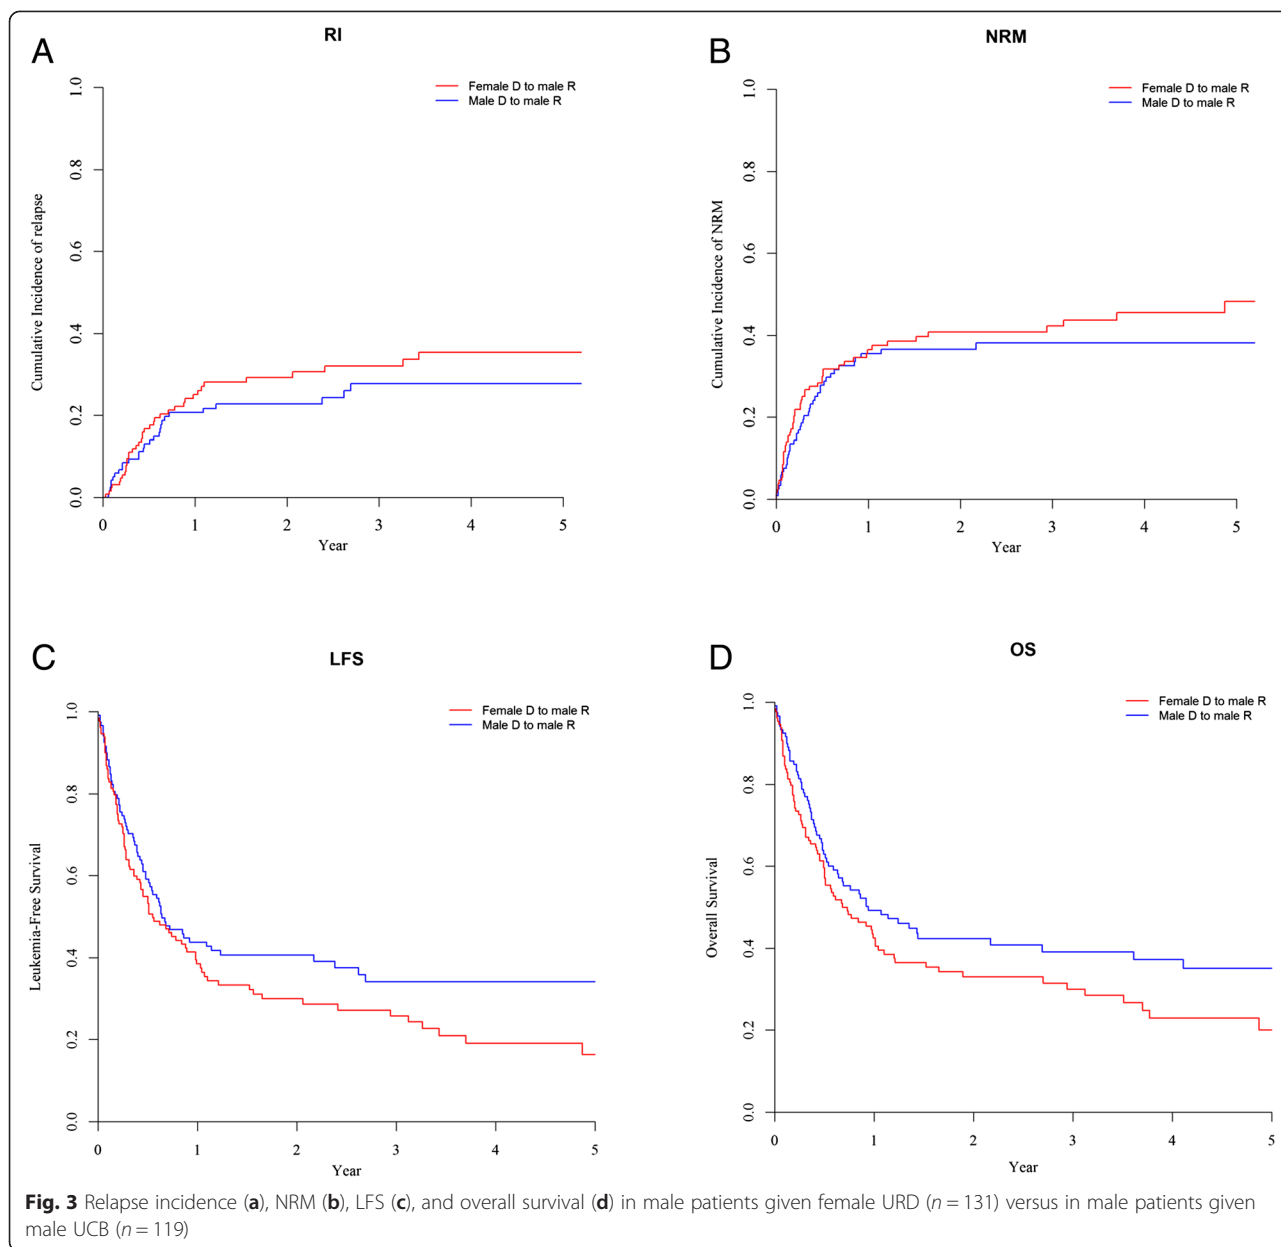 A
RI
Female D to male R
Male D to male R
Cumulative Incidence of relapse
1.0
0.8
0.6
0.4
0.2
0.0
0 1 2 3 4 5
Year
B
NRM
Female D to male R
Male D to male R
Cumulative Incidence of NRM
1.0
0.8
0.6
0.4
0.2
0.0
0 1 2 3 4 5
Year
C
LFS
Female D to male R
Male D to male R
Leukemia-Free Survival
1.0
0.8
0.6
0.4
0.2
0.0
0 1 2 3 4 5
Year
D
OS
Female D to male R
Male D to male R
Overall Survival
1.0
0.8
0.6
0.4
0.2
0.0
0 1 2 3 4 5
Year
Fig. 3 Relapse incidence (a), NRM (b), LFS (c), and overall survival (d) in male patients given female URD (n = 131) versus in male patients given
male UCB (n = 119)